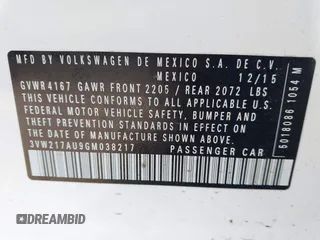 MFD BY VOLKSWAGEN DE MEXICO S.A. DE C.V.
MEXICO 12/15
GVWR 4167 GAWR FRONT 2205 / REAR 2072 LBS
THIS VEHICLE CONFORMS TO ALL APPLICABLE U.S.
FEDERAL MOTOR VEHICLE SAFETY, BUMPER AND
THEFT PREVENTION STANDARDS IN EFFECT ON THE
DATE OF MANUFACTURE SHOWN ABOVE
3VW217AU9GM038217 PASSENGER CAR
5018086 1054 M
DREAMBID
DREAMBID.COM